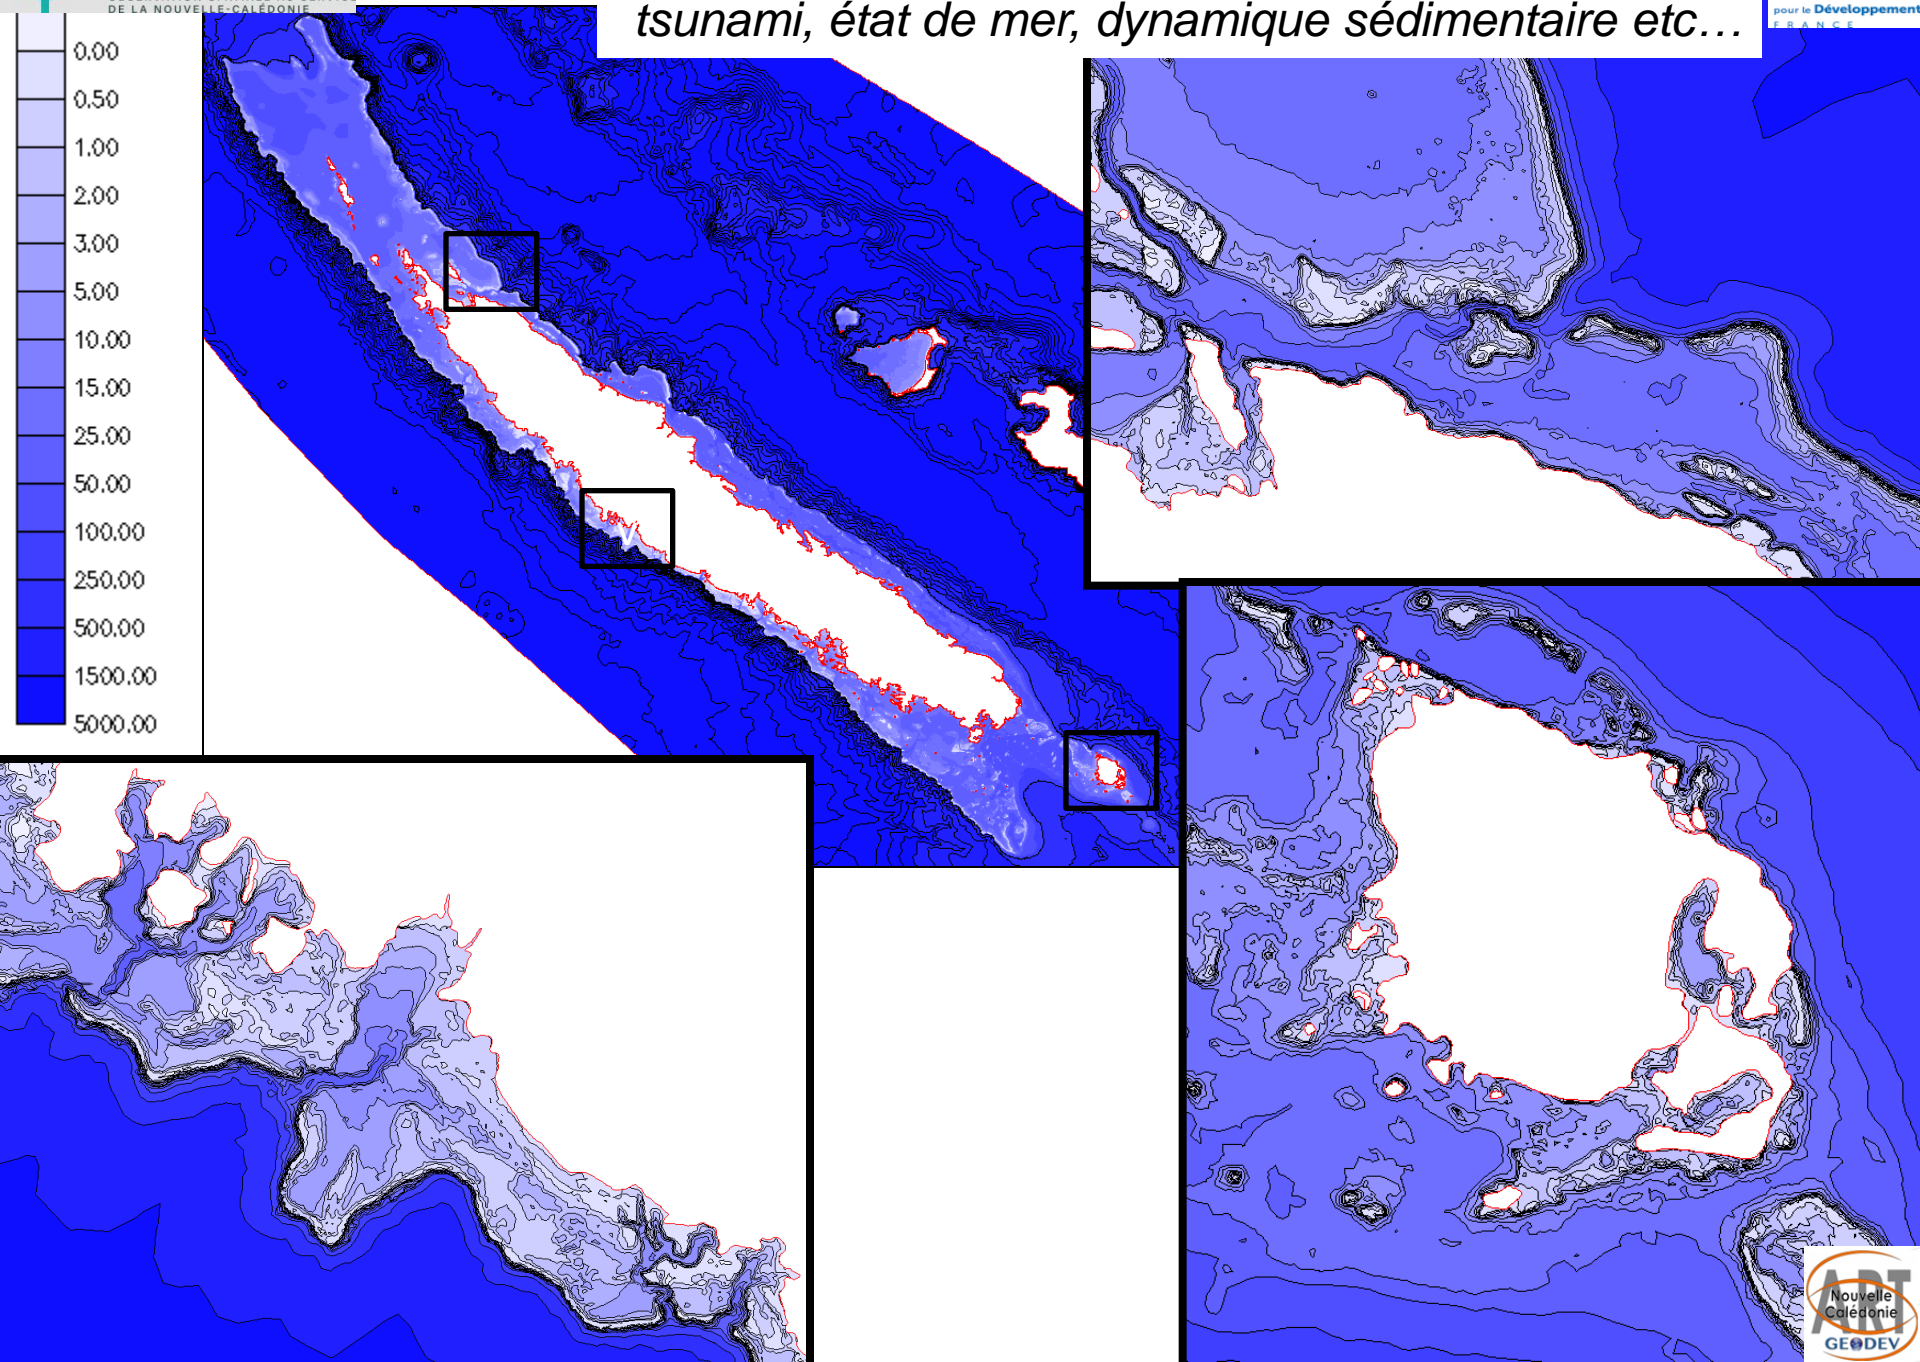 tsunami, état de mer, dynamique sédimentaire etc…
DE LA NOUVELLE-CALÉDONIE
pour le Développement
FRANCE
0.00
0.50
1.00
2.00
3.00
5.00
10.00
15.00
25.00
50.00
100.00
250.00
500.00
1500.00
5000.00
ART
Nouvelle
Calédonie
GEODEV